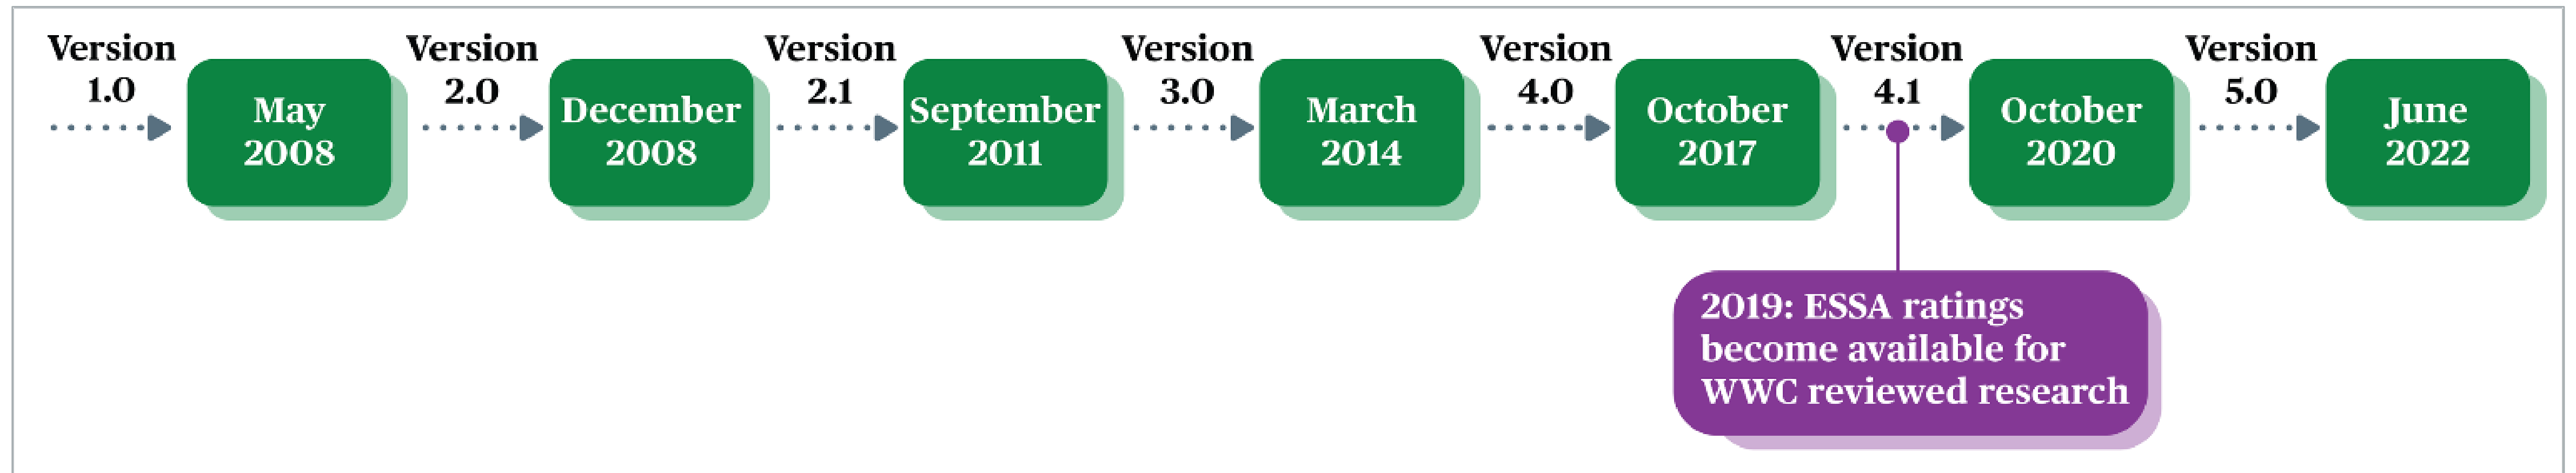 Version
1.0
May
2008
Version
2.0
December
2008
Version
2.1
September
2011
Version
3.0
March
2014
Version
4.0
October
2017
Version
4.1
October
2020
Version
5.0
June
2022
2019: ESSA ratings
become available for
WWC reviewed research